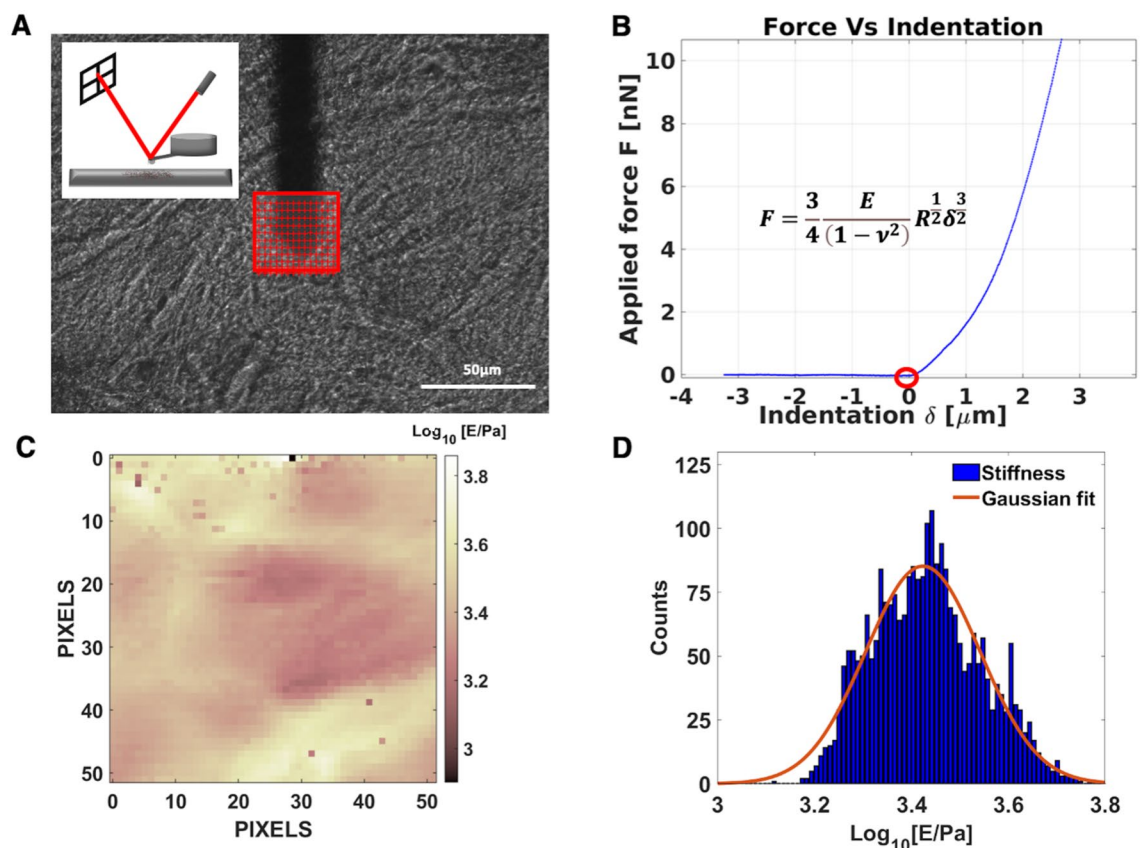 A
50μm
B
Force Vs Indentation
Applied force F [nN]
10
8
6
4
2
0
F = 3/4 E/(1 − ν²) R^1/2 δ^3/2
-4 -3 -2 -1 0 1 2 3
Indentation δ [μm]
C
Log10 [E/Pa]
PIXELS
0
10
20
30
40
50
0 10 20 30 40 50
PIXELS
3.8
3.6
3.4
3.2
3
D
Stiffness
Gaussian fit
Counts
125
100
75
50
25
0
3 3.2 3.4 3.6 3.8
Log10[E/Pa]